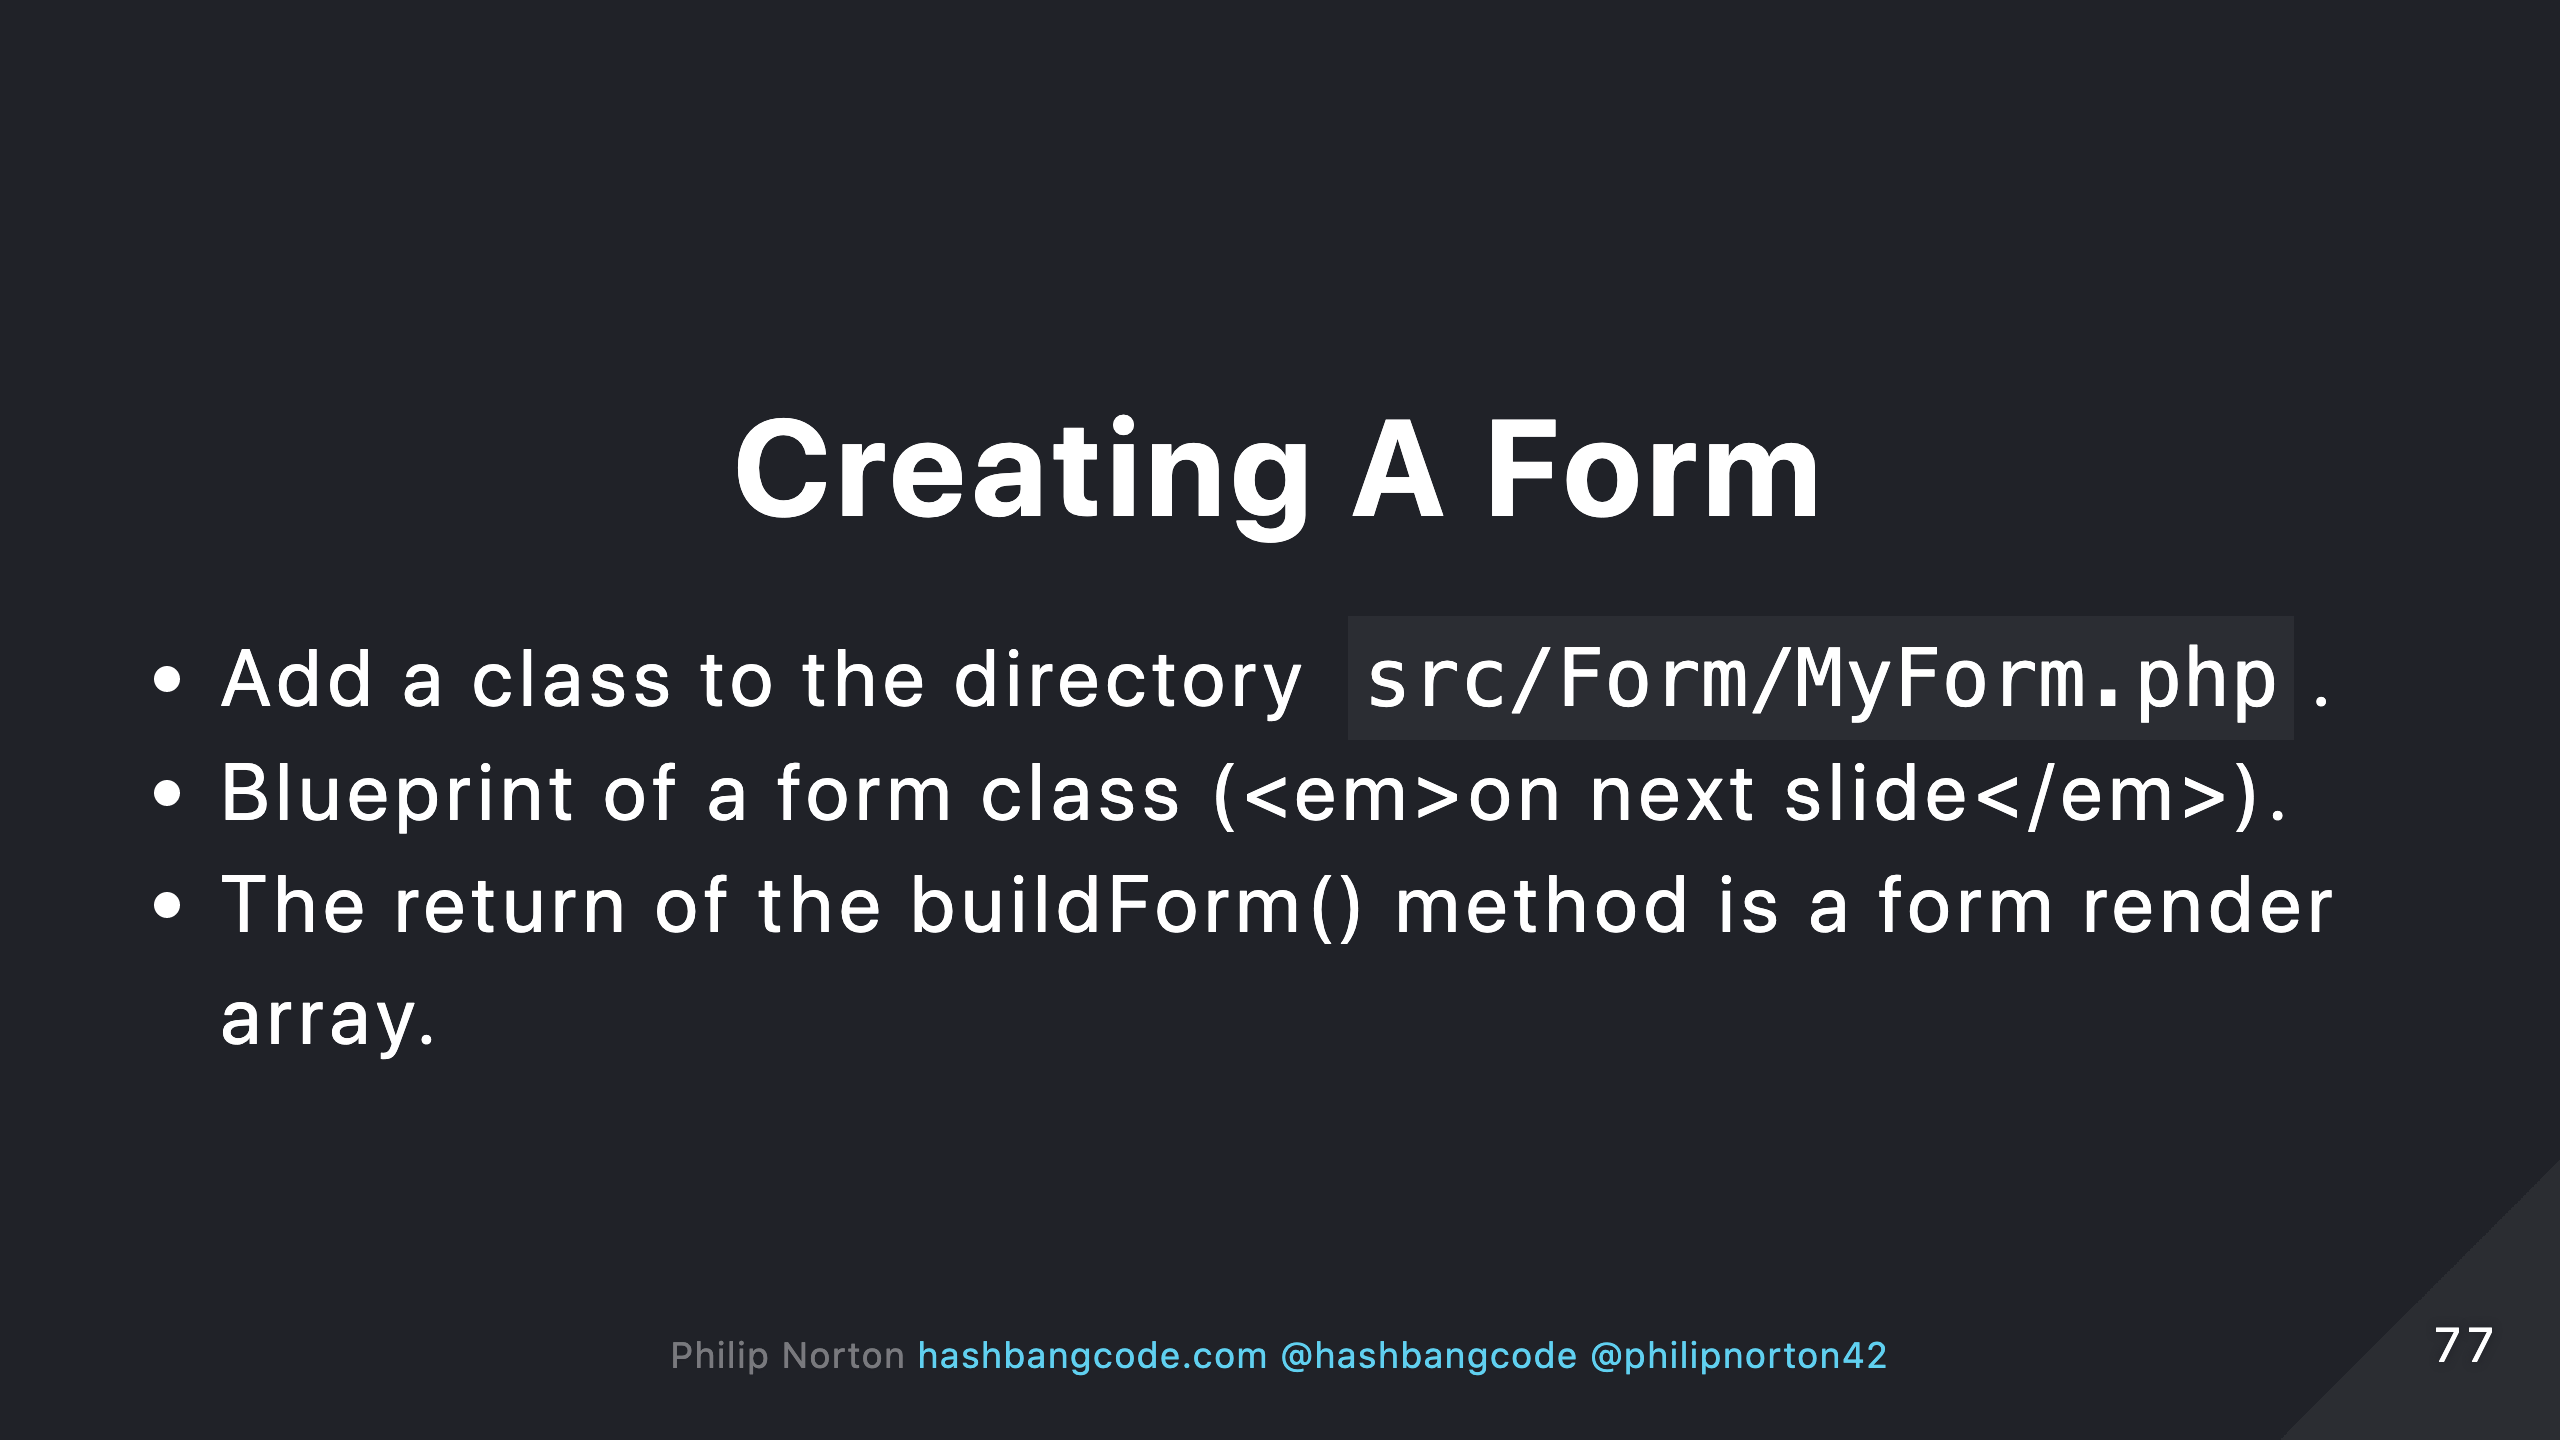 Creating A Form
• Add a class to the directory src/Form/MyForm.php .
• Blueprint of a form class (<em>on next slide</em>).
• The return of the buildForm() method is a form render
array.
Philip Norton hashbangcode.com @hashbangcode @philipnorton42
77